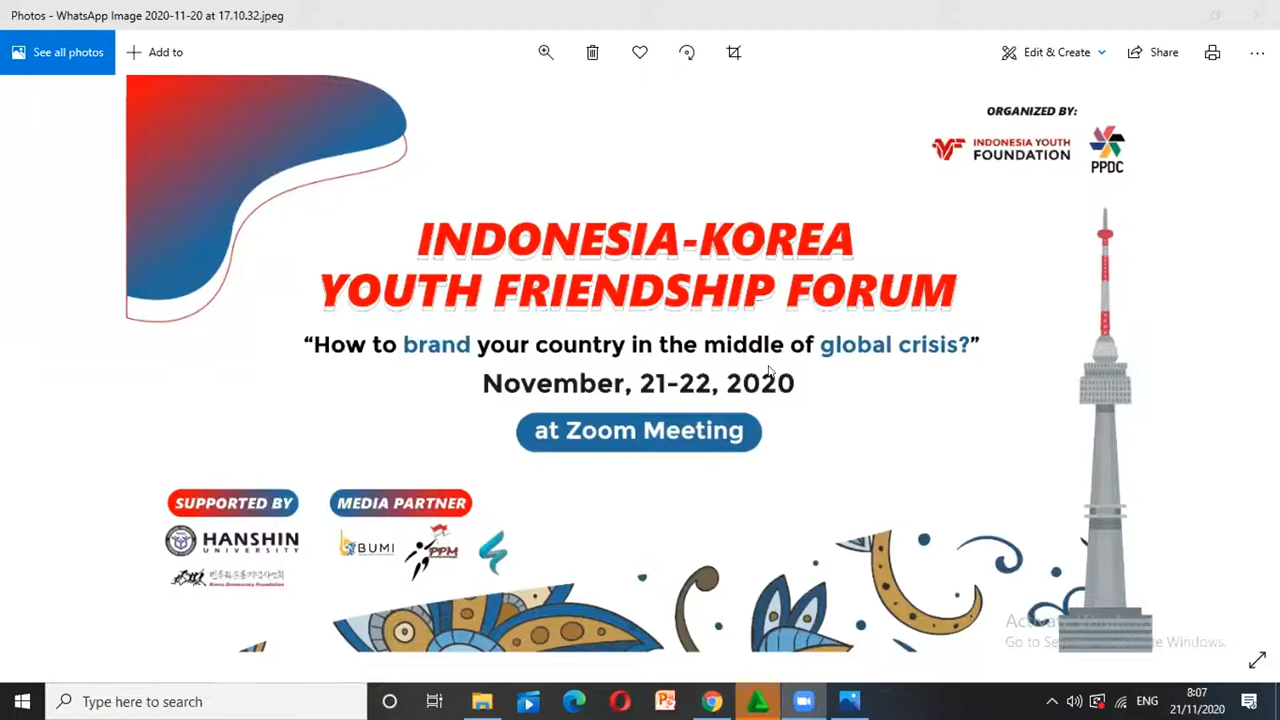 Photos - WhatsApp Image 2020-11-20 at 17.10.32.jpeg
See all photos
Add to
Edit & Create
Share
ORGANIZED BY:
INDONESIA YOUTH
FOUNDATION
PPDC
INDONESIA-KOREA
YOUTH FRIENDSHIP FORUM
“How to brand your country in the middle of global crisis?”
November, 21-22, 2020
at Zoom Meeting
SUPPORTED BY
MEDIA PARTNER
HANSHIN
UNIVERSITY
BUMI
PPM
Korea Democracy Foundation
Type here to search
ENG
8:07
21/11/2020